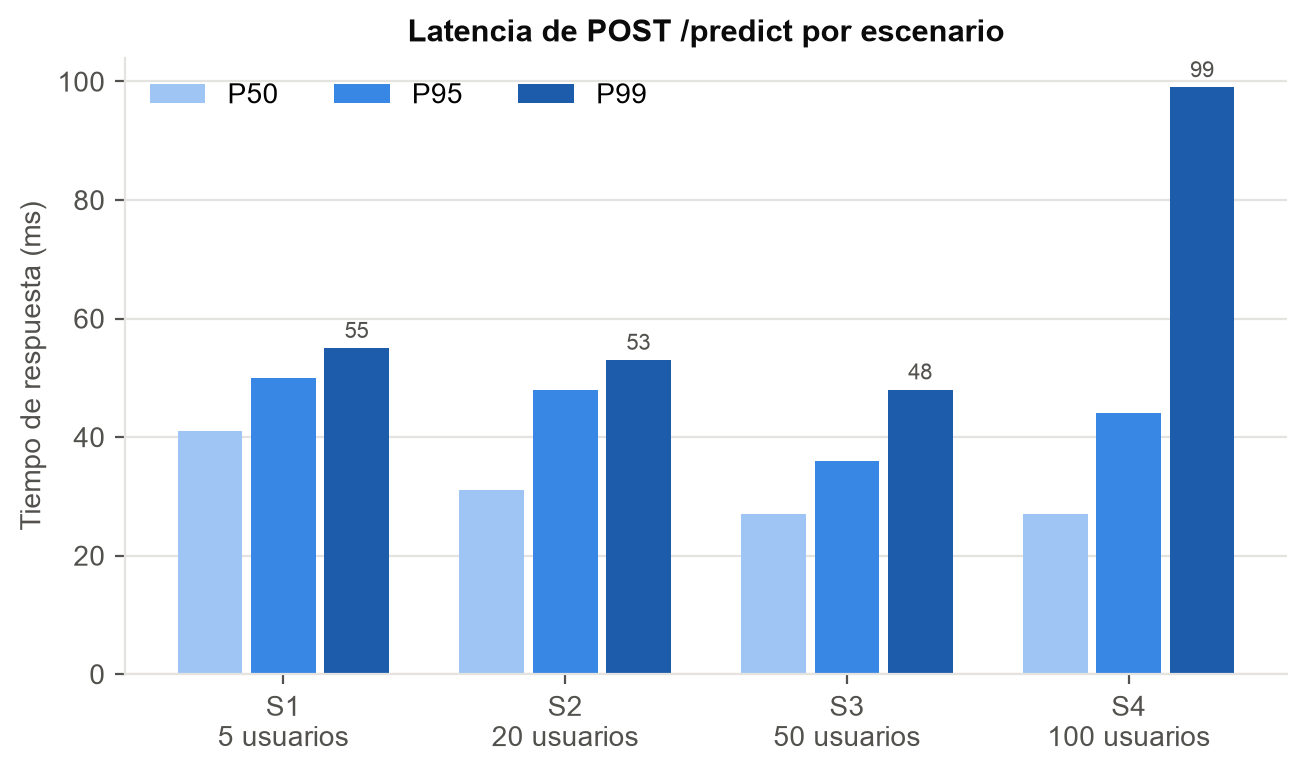 Latencia de POST /predict por escenario
P50 P95 P99
Tiempo de respuesta (ms)
100
80
60
40
20
0
55
53
48
99
S1
5 usuarios
S2
20 usuarios
S3
50 usuarios
S4
100 usuarios